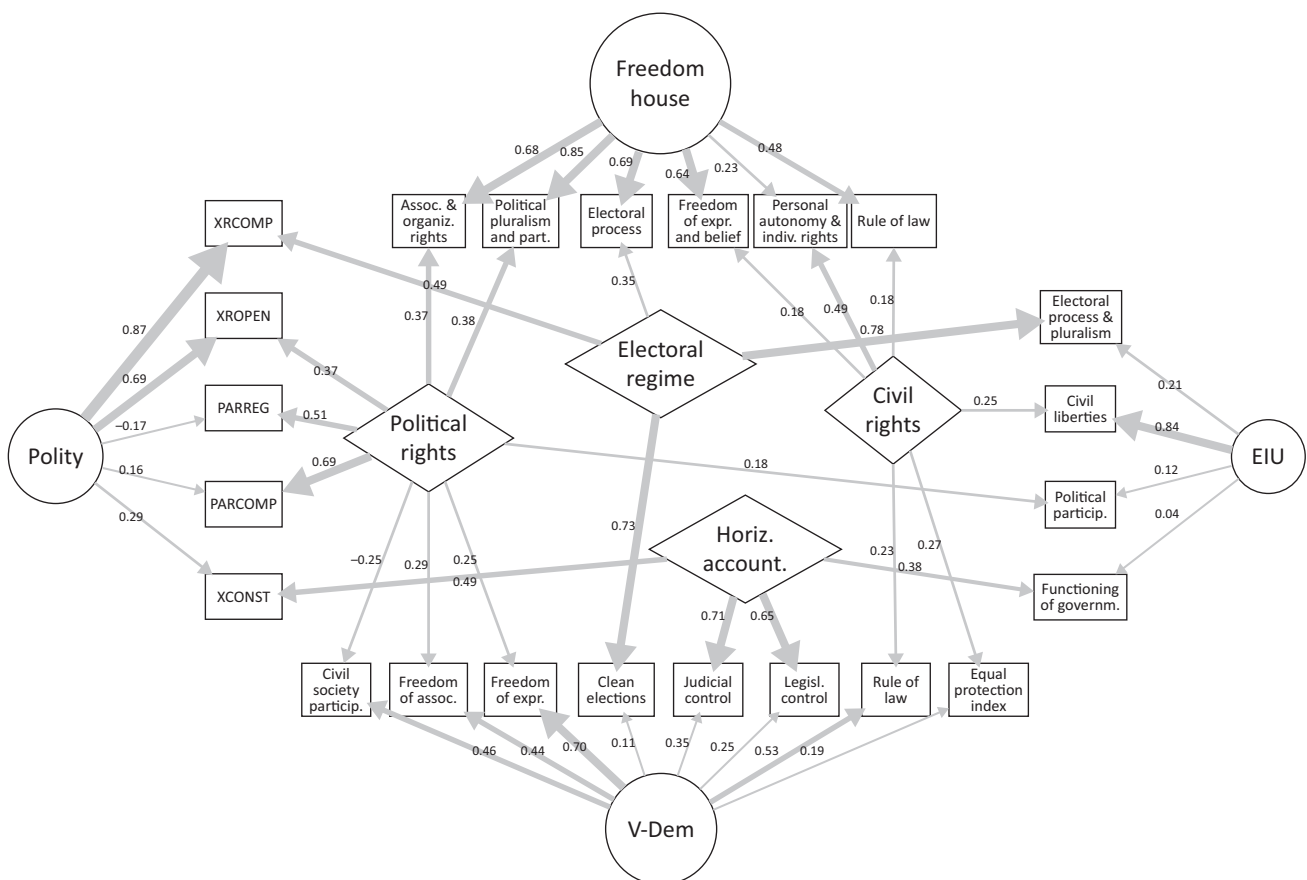 Freedom
house
0.68
0.85
0.69
0.64
0.23
0.48
XRCOMP
Assoc. &
organiz.
rights
Political
pluralism
and part.
Electoral
process
Freedom
of expr.
and belief
Personal
autonomy &
indiv. rights
Rule of law
0.49
0.35
0.37
0.38
0.18
0.49
0.18
0.78
0.87
XROPEN
Electoral
process &
pluralism
0.69
0.37
Electoral
regime
0.21
PARREG
0.51
–0.17
Political
rights
Civil
rights
0.25
Civil
liberties
0.84
Polity
EIU
0.16
0.69
0.18
0.12
PARCOMP
Political
particip.
0.29
0.04
0.73
Horiz.
account.
–0.25
0.29
0.25
0.49
0.23
0.27
0.38
XCONST
Functioning
of governm.
0.71
0.65
Civil
society
particip.
Freedom
of assoc.
Freedom
of expr.
Clean
elections
Judicial
control
Legisl.
control
Rule of
law
Equal
protection
index
0.46
0.44
0.70
0.11
0.35
0.25
0.53
0.19
V-Dem